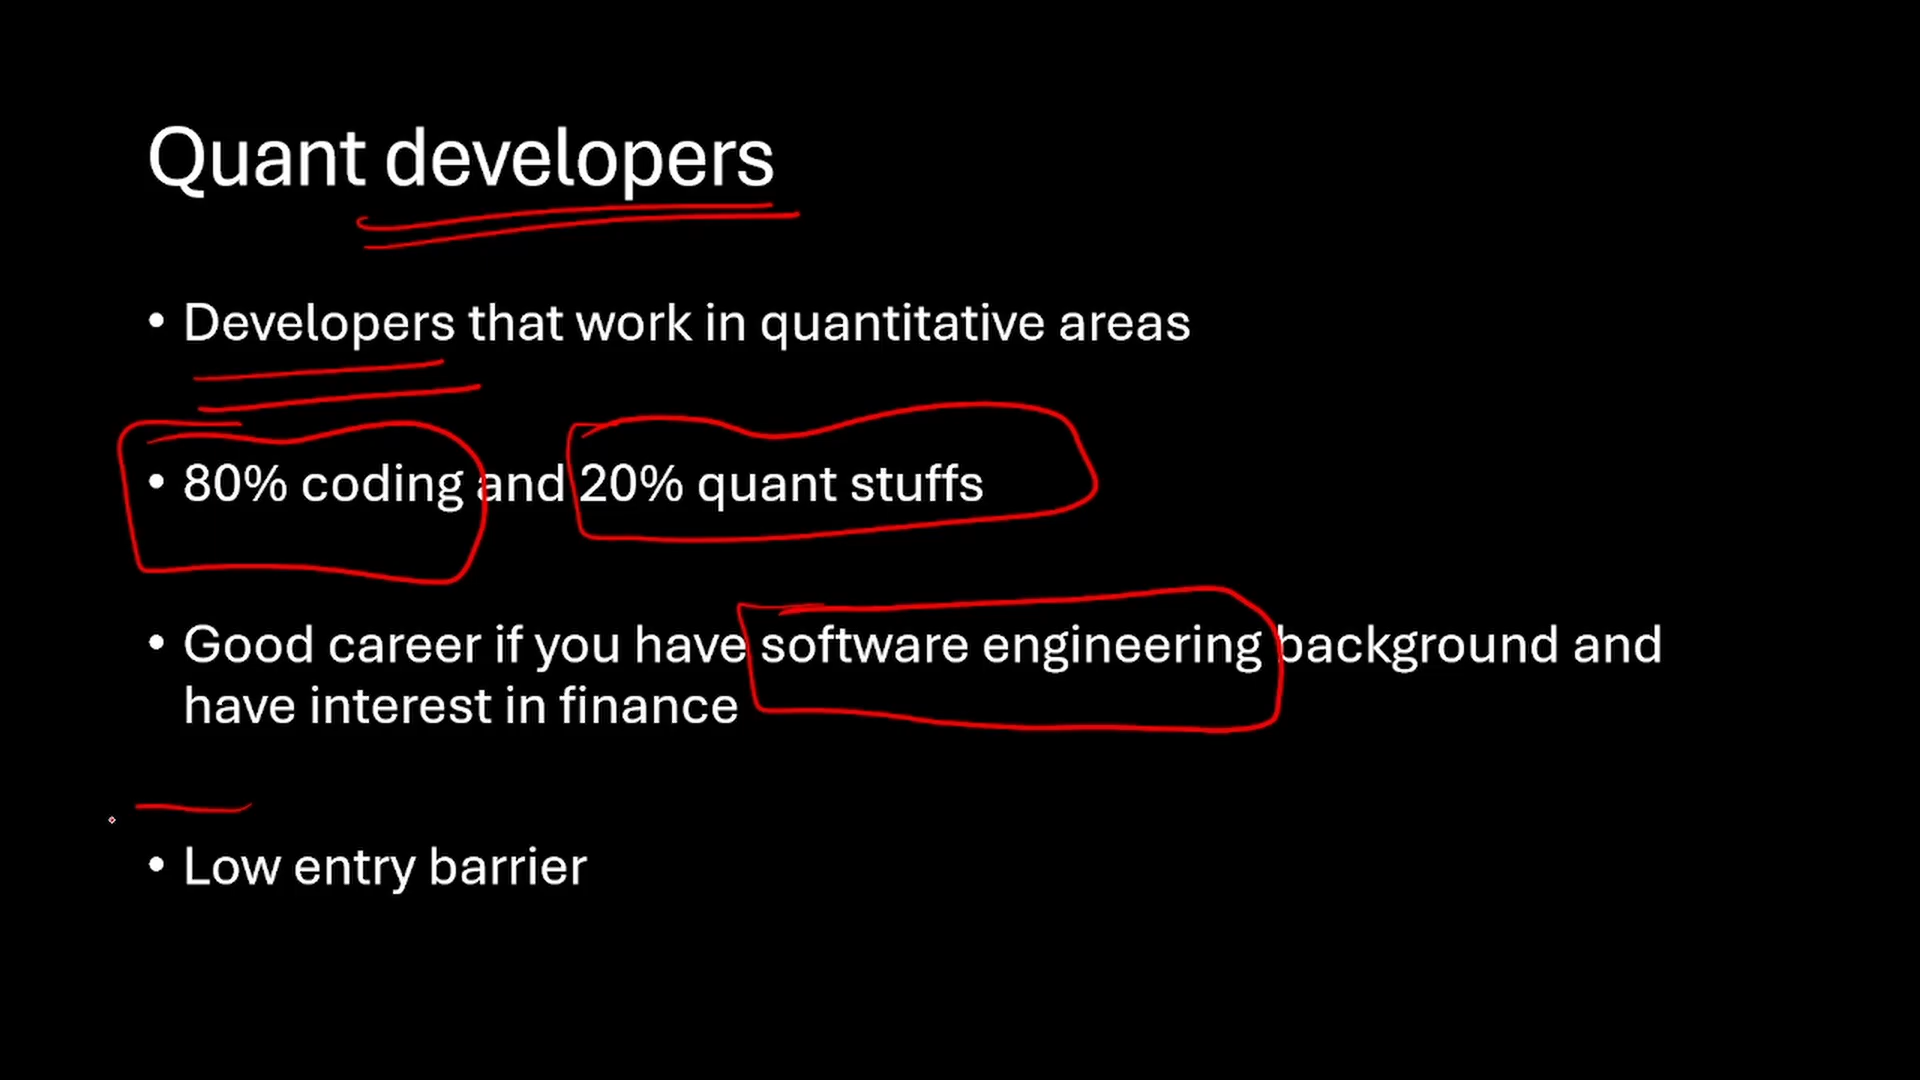 Quant developers
• Developers that work in quantitative areas
• 80% coding and 20% quant stuffs
• Good career if you have software engineering background and
have interest in finance
• Low entry barrier